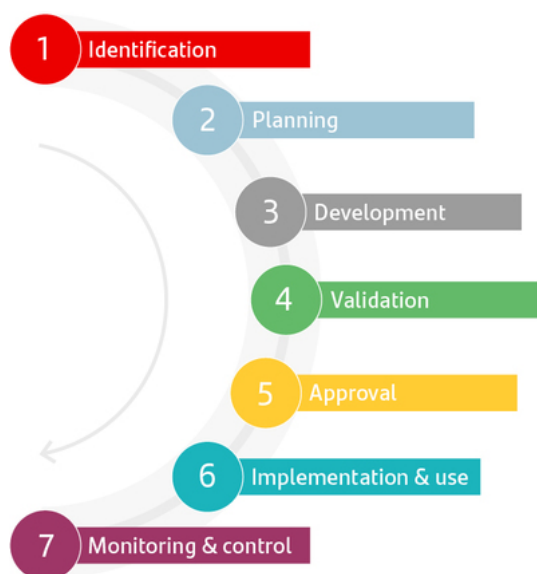 1 Identification
2 Planning
3 Development
4 Validation
5 Approval
6 Implementation & use
7 Monitoring & control